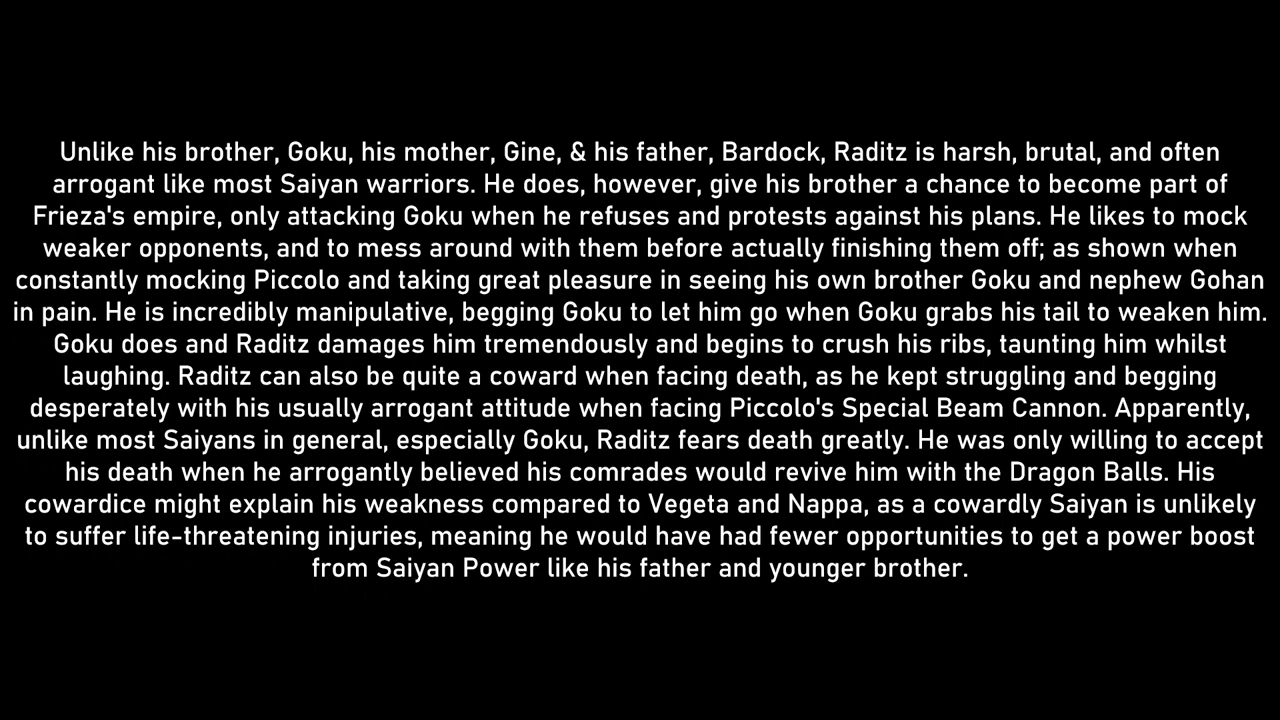 Unlike his brother, Goku, his mother, Gine, & his father, Bardock, Raditz is harsh, brutal, and often
arrogant like most Saiyan warriors. He does, however, give his brother a chance to become part of
Frieza's empire, only attacking Goku when he refuses and protests against his plans. He likes to mock
weaker opponents, and to mess around with them before actually finishing them off; as shown when
constantly mocking Piccolo and taking great pleasure in seeing his own brother Goku and nephew Gohan
in pain. He is incredibly manipulative, begging Goku to let him go when Goku grabs his tail to weaken him.
Goku does and Raditz damages him tremendously and begins to crush his ribs, taunting him whilst
laughing. Raditz can also be quite a coward when facing death, as he kept struggling and begging
desperately with his usually arrogant attitude when facing Piccolo's Special Beam Cannon. Apparently,
unlike most Saiyans in general, especially Goku, Raditz fears death greatly. He was only willing to accept
his death when he arrogantly believed his comrades would revive him with the Dragon Balls. His
cowardice might explain his weakness compared to Vegeta and Nappa, as a cowardly Saiyan is unlikely
to suffer life-threatening injuries, meaning he would have had fewer opportunities to get a power boost
from Saiyan Power like his father and younger brother.